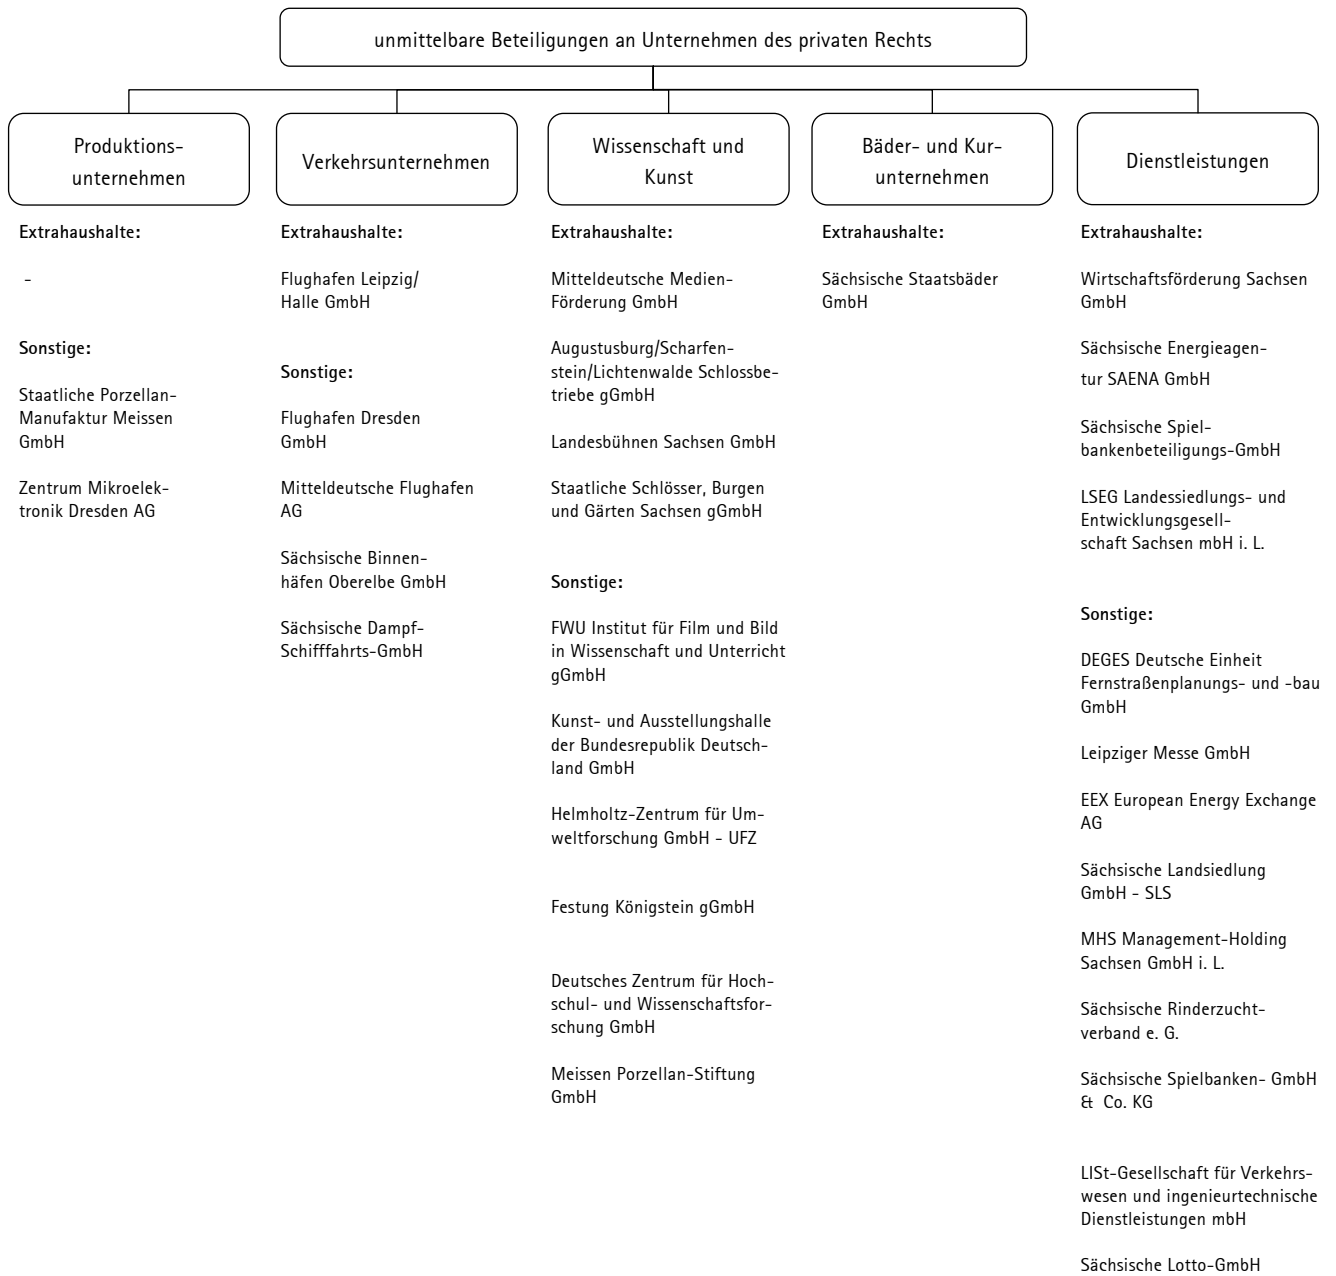 unmittelbare Beteiligungen an Unternehmen des privaten Rechts
Produktions-
unternehmen
Extrahaushalte:
-
Sonstige:
Staatliche Porzellan-
Manufaktur Meissen
GmbH
Zentrum Mikroelek-
tronik Dresden AG
Verkehrsunternehmen
Extrahaushalte:
Flughafen Leipzig/
Halle GmbH
Sonstige:
Flughafen Dresden
GmbH
Mitteldeutsche Flughafen
AG
Sächsische Binnen-
häfen Oberelbe GmbH
Sächsische Dampf-
Schifffahrts-GmbH
Wissenschaft und
Kunst
Extrahaushalte:
Mitteldeutsche Medien-
Förderung GmbH
Augustusburg/Scharfen-
stein/Lichtenwalde Schlossbe-
triebe gGmbH
Landesbühnen Sachsen GmbH
Staatliche Schlösser, Burgen
und Gärten Sachsen gGmbH
Sonstige:
FWU Institut für Film und Bild
in Wissenschaft und Unterricht
gGmbH
Kunst- und Ausstellungshalle
der Bundesrepublik Deutsch-
land GmbH
Helmholtz-Zentrum für Um-
weltforschung GmbH - UFZ
Festung Königstein gGmbH
Deutsches Zentrum für Hoch-
schul- und Wissenschaftsfor-
schung GmbH
Meissen Porzellan-Stiftung
GmbH
Bäder- und Kur-
unternehmen
Extrahaushalte:
Sächsische Staatsbäder
GmbH
Dienstleistungen
Extrahaushalte:
Wirtschaftsförderung Sachsen
GmbH
Sächsische Energieagen-
tur SAENA GmbH
Sächsische Spiel-
bankenbeteiligungs-GmbH
LSEG Landessiedlungs- und
Entwicklungsgesell-
schaft Sachsen mbH i. L.
Sonstige:
DEGES Deutsche Einheit
Fernstraßenplanungs- und -bau
GmbH
Leipziger Messe GmbH
EEX European Energy Exchange
AG
Sächsische Landsiedlung
GmbH - SLS
MHS Management-Holding
Sachsen GmbH i. L.
Sächsische Rinderzucht-
verband e. G.
Sächsische Spielbanken- GmbH
& Co. KG
LISt-Gesellschaft für Verkehrs-
wesen und ingenieurtechnische
Dienstleistungen mbH
Sächsische Lotto-GmbH